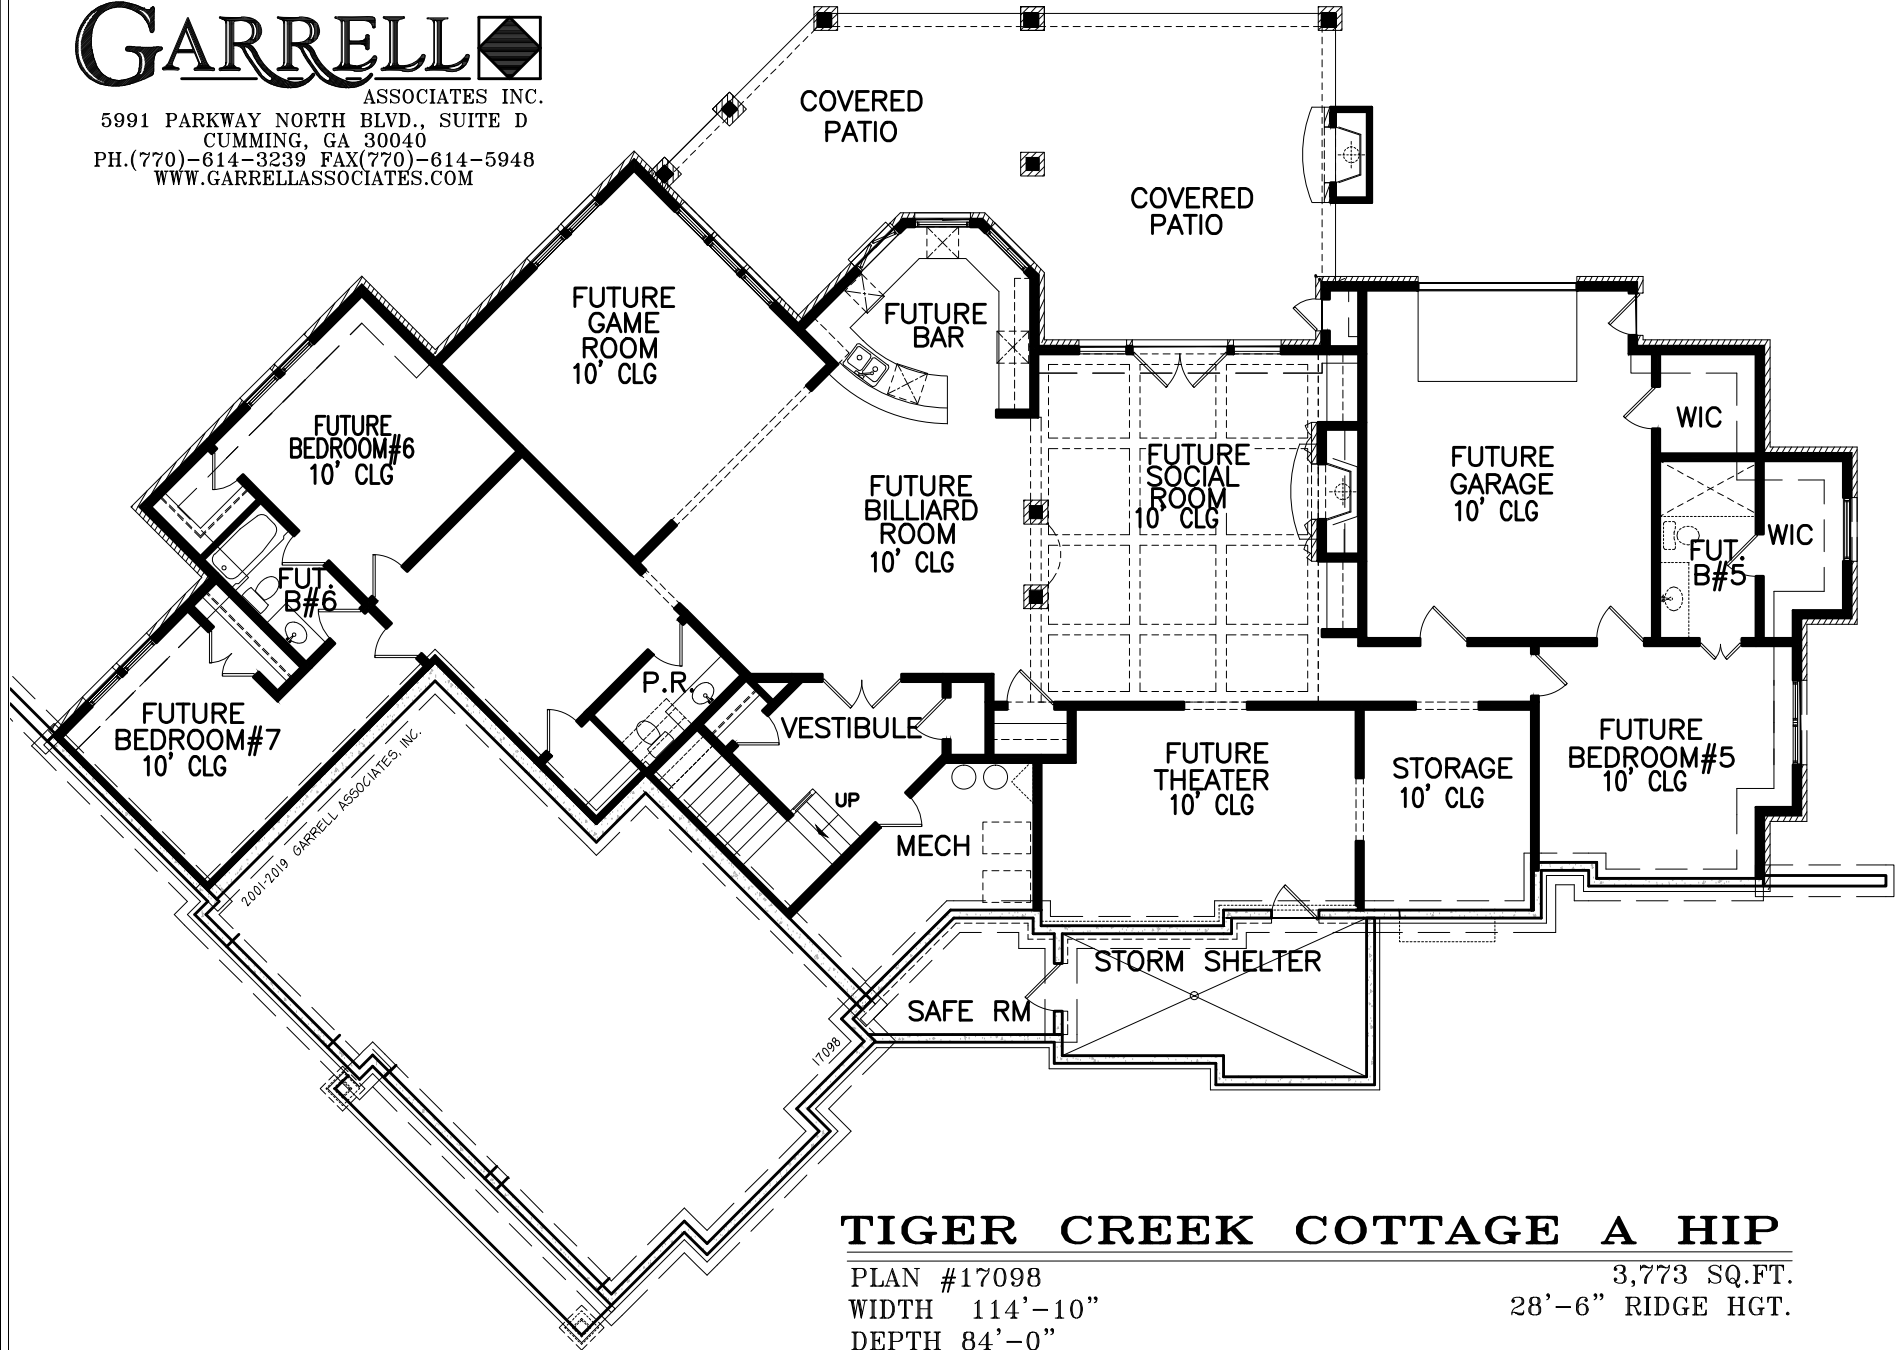 GARRELL
ASSOCIATES INC.
5991 PARKWAY NORTH BLVD., SUITE D
CUMMING, GA 30040
PH.(770)-614-3239 FAX(770)-614-5948
WWW.GARRELLASSOCIATES.COM
COVERED
PATIO
COVERED
PATIO
FUTURE
GAME
ROOM
10' CLG
FUTURE
BAR
FUTURE
BEDROOM#6
10' CLG
FUTURE
BILLIARD
ROOM
10' CLG
FUTURE
SOCIAL
ROOM
10' CLG
FUTURE
GARAGE
10' CLG
WIC
WIC
FUT.
B#5
FUT.
B#6
P.R.
FUTURE
BEDROOM#7
10' CLG
VESTIBULE
UP
MECH
FUTURE
THEATER
10' CLG
STORAGE
10' CLG
FUTURE
BEDROOM#5
10' CLG
2001-2019 GARRELL ASSOCIATES, INC.
STORM SHELTER
SAFE RM
17098
TIGER CREEK COTTAGE A HIP
PLAN #17098
3,773 SQ.FT.
WIDTH 114'-10"
28'-6" RIDGE HGT.
DEPTH 84'-0"